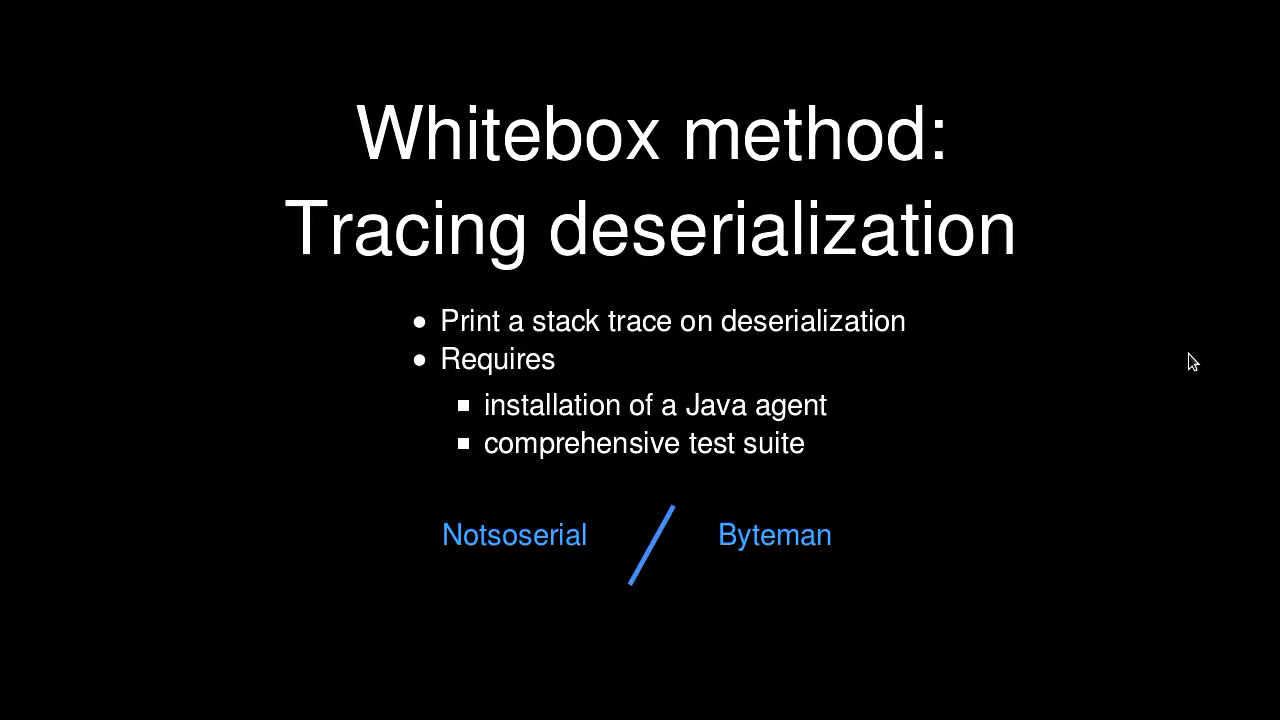 Whitebox method:
Tracing deserialization
Print a stack trace on deserialization
Requires
installation of a Java agent
comprehensive test suite
Notsoserial / Byteman